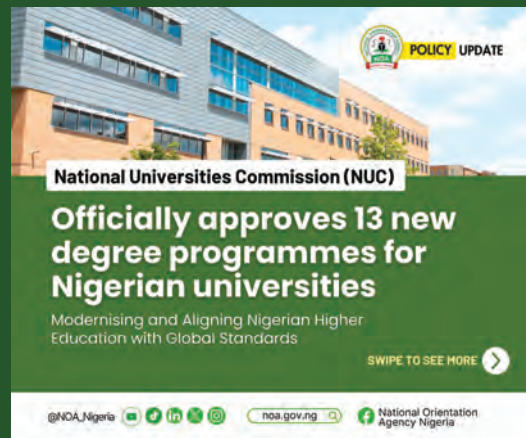 NOA
POLICY UPDATE
National Universities Commission (NUC)
Officially approves 13 new
degree programmes for
Nigerian universities
Modernising and Aligning Nigerian Higher
Education with Global Standards
SWIPE TO SEE MORE
@NOA_Nigeria
noa.gov.ng
National Orientation
Agency Nigeria